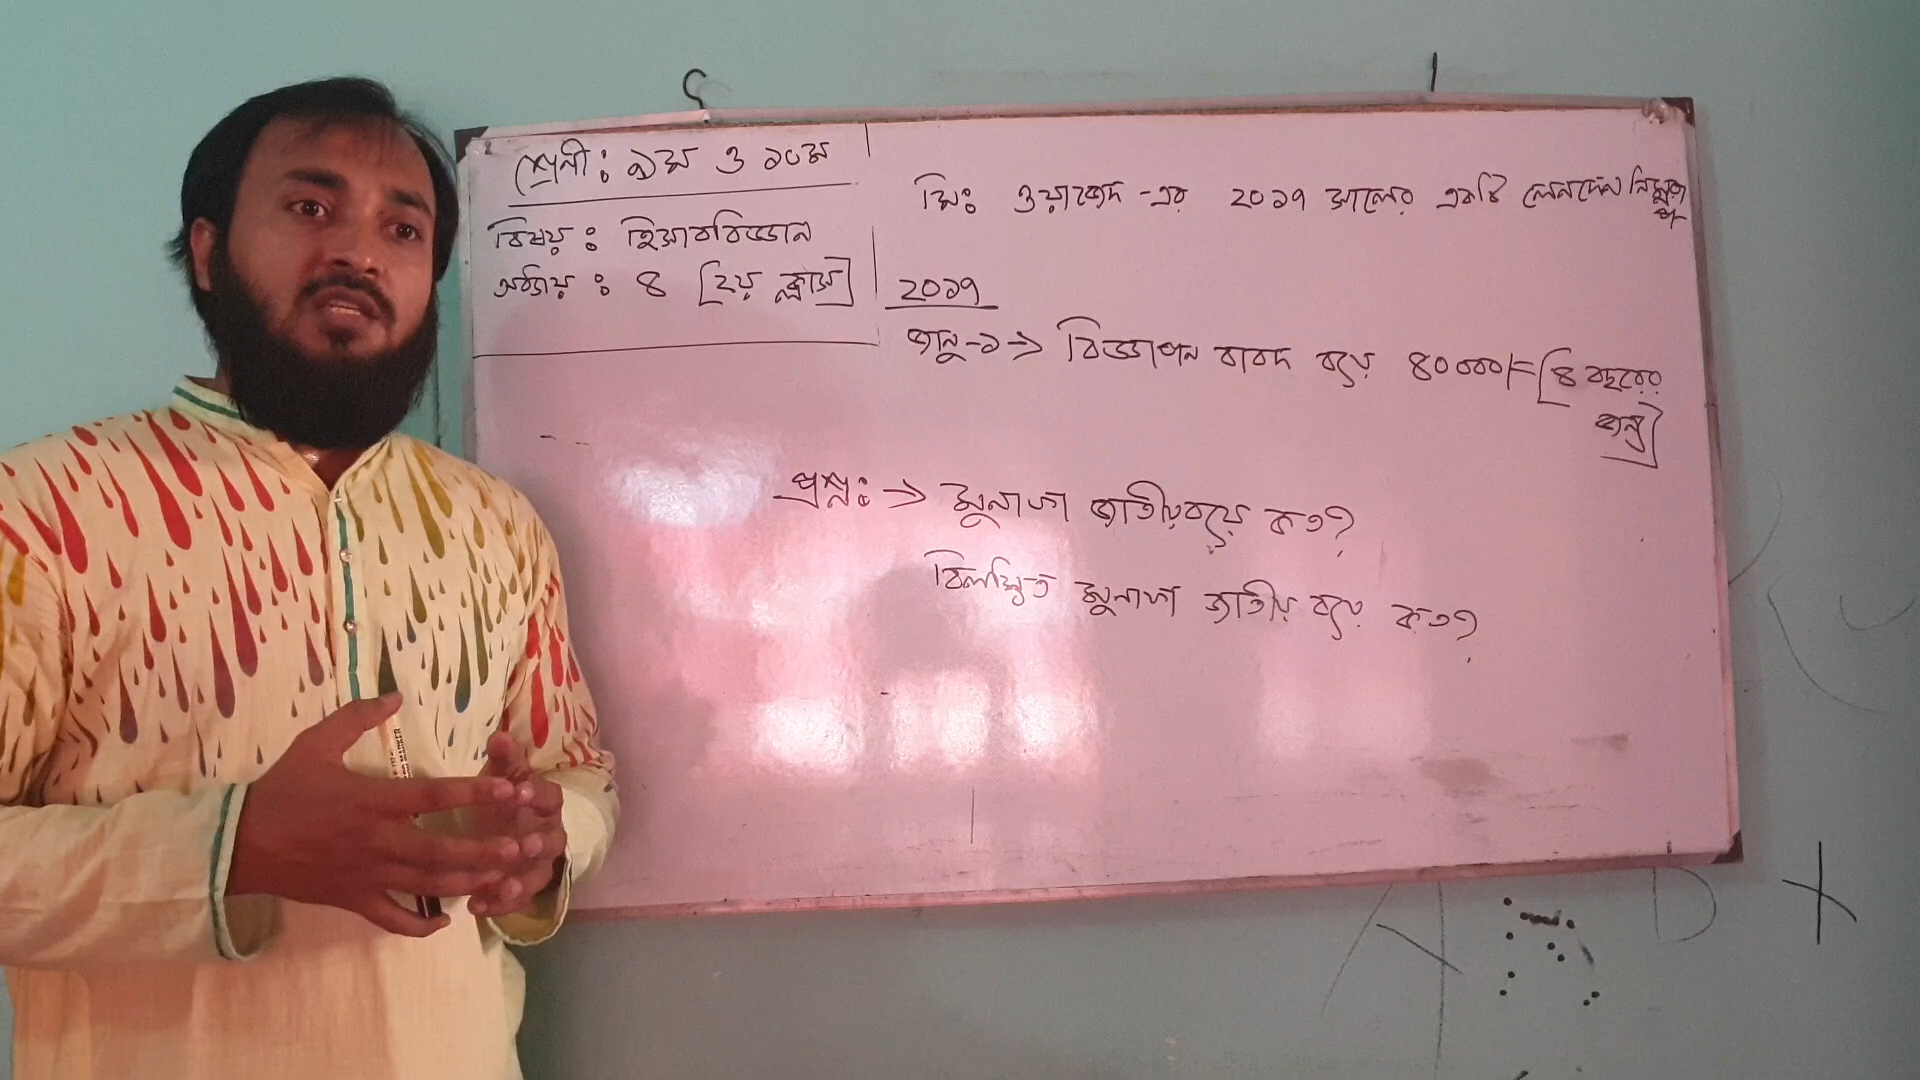 শ্রেনী : ৯ম ও ১০ম
বিষয় : হিসাববিজ্ঞান
অধ্যায় : ৪ [২য় ক্লাস]
মিঃ ওয়াজেদ -এর ২০১৭ সালের একটি লেনদেন নিম্নরূপ
২০১৭
জানু-১ → বিজ্ঞাপন বাবদ ব্যয় ৪০০০০/= [৪ বছরের
জন্য]
প্রশ্নঃ → মুনাফা জাতীয় ব্যয় কত?
বিলম্বিত মুনাফা জাতীয় ব্যয় কত?
A D X